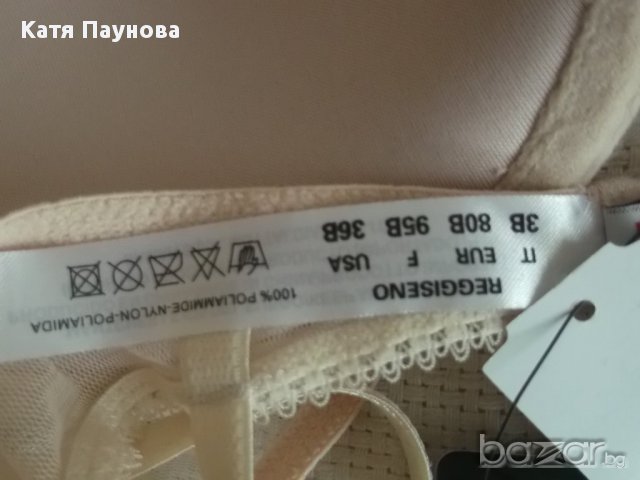 Катя Паунова
REGGISENO
IT EUR F USA
3B 80B 95B 36B
100% POLIAMMIDE-NYLON-POLIAMIDA
bazar.bg